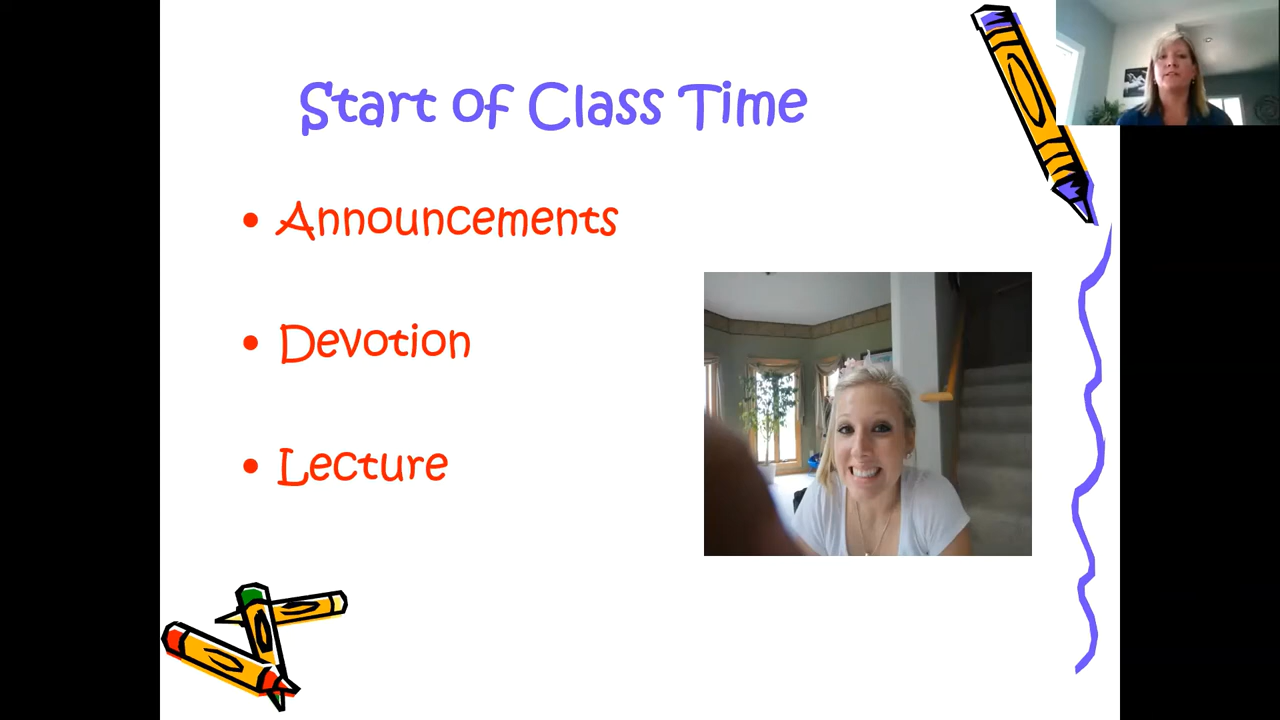 Start of Class Time
• Announcements
• Devotion
• Lecture